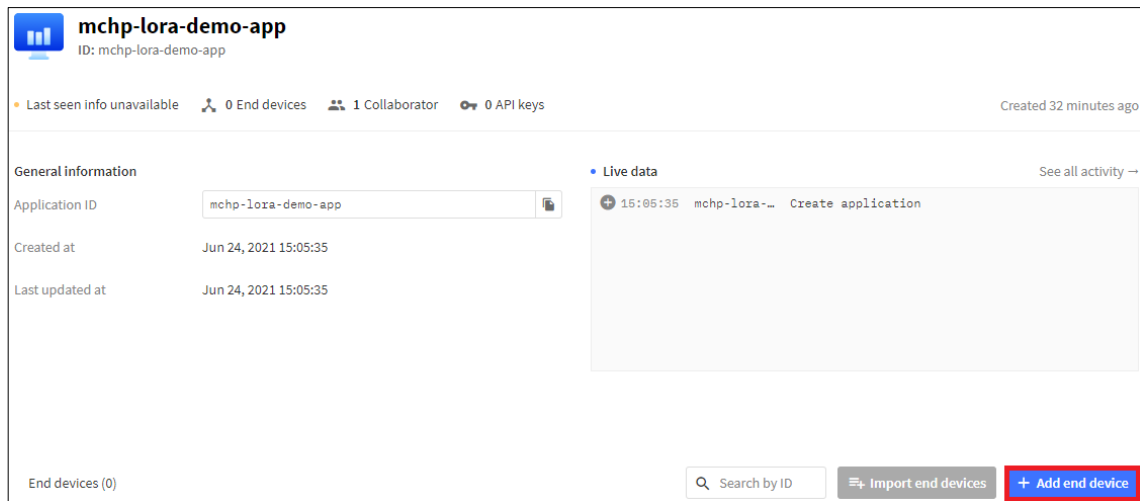 mchp-lora-demo-app
ID: mchp-lora-demo-app
Last seen info unavailable 0 End devices 1 Collaborator 0 API keys Created 32 minutes ago
General information
Application ID mchp-lora-demo-app
Created at Jun 24, 2021 15:05:35
Last updated at Jun 24, 2021 15:05:35
Live data See all activity →
15:05:35 mchp-lora-… Create application
End devices (0) Search by ID Import end devices + Add end device